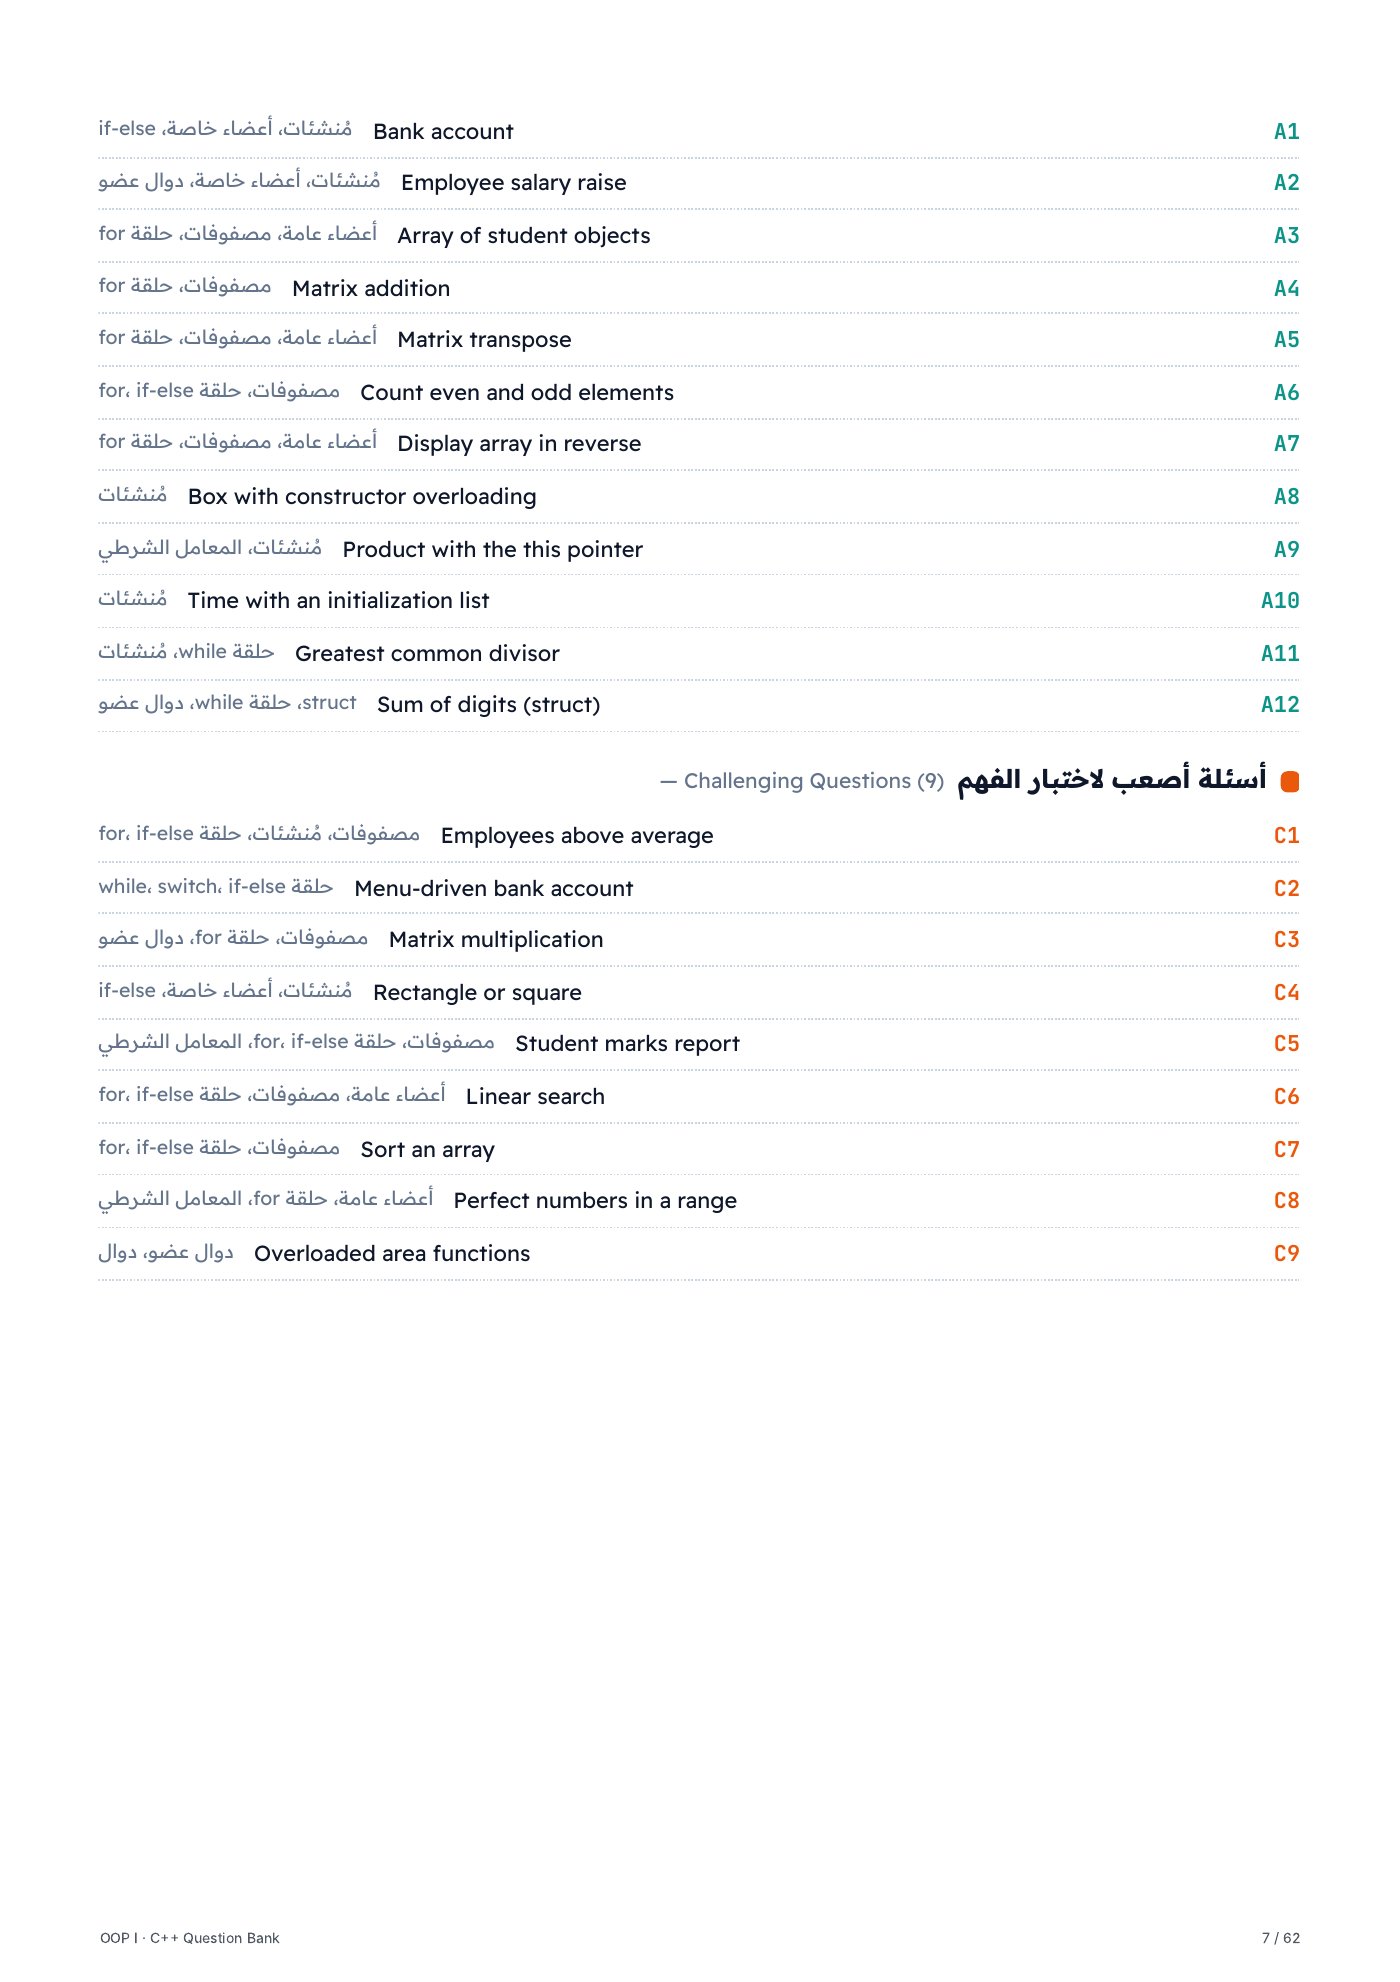 A1 Bank account مُنشئات، أعضاء خاصة، if-else
A2 Employee salary raise مُنشئات، أعضاء خاصة، دوال عضو
A3 Array of student objects أعضاء عامة، مصفوفات، حلقة for
A4 Matrix addition مصفوفات، حلقة for
A5 Matrix transpose أعضاء عامة، مصفوفات، حلقة for
A6 Count even and odd elements مصفوفات، حلقة for، if-else
A7 Display array in reverse أعضاء عامة، مصفوفات، حلقة for
A8 Box with constructor overloading مُنشئات
A9 Product with the this pointer مُنشئات، المعامل الشرطي
A10 Time with an initialization list مُنشئات
A11 Greatest common divisor حلقة while، مُنشئات
A12 Sum of digits (struct) struct، حلقة while، دوال عضو
أسئلة أصعب لاختبار الفهم — Challenging Questions (9)
C1 Employees above average مصفوفات، مُنشئات، حلقة for، if-else
C2 Menu-driven bank account حلقة while، switch، if-else
C3 Matrix multiplication مصفوفات، حلقة for، دوال عضو
C4 Rectangle or square مُنشئات، أعضاء خاصة، if-else
C5 Student marks report مصفوفات، حلقة for، if-else، المعامل الشرطي
C6 Linear search أعضاء عامة، مصفوفات، حلقة for، if-else
C7 Sort an array مصفوفات، حلقة for، if-else
C8 Perfect numbers in a range أعضاء عامة، حلقة for، المعامل الشرطي
C9 Overloaded area functions دوال عضو، دوال
OOP I · C++ Question Bank 7 / 62